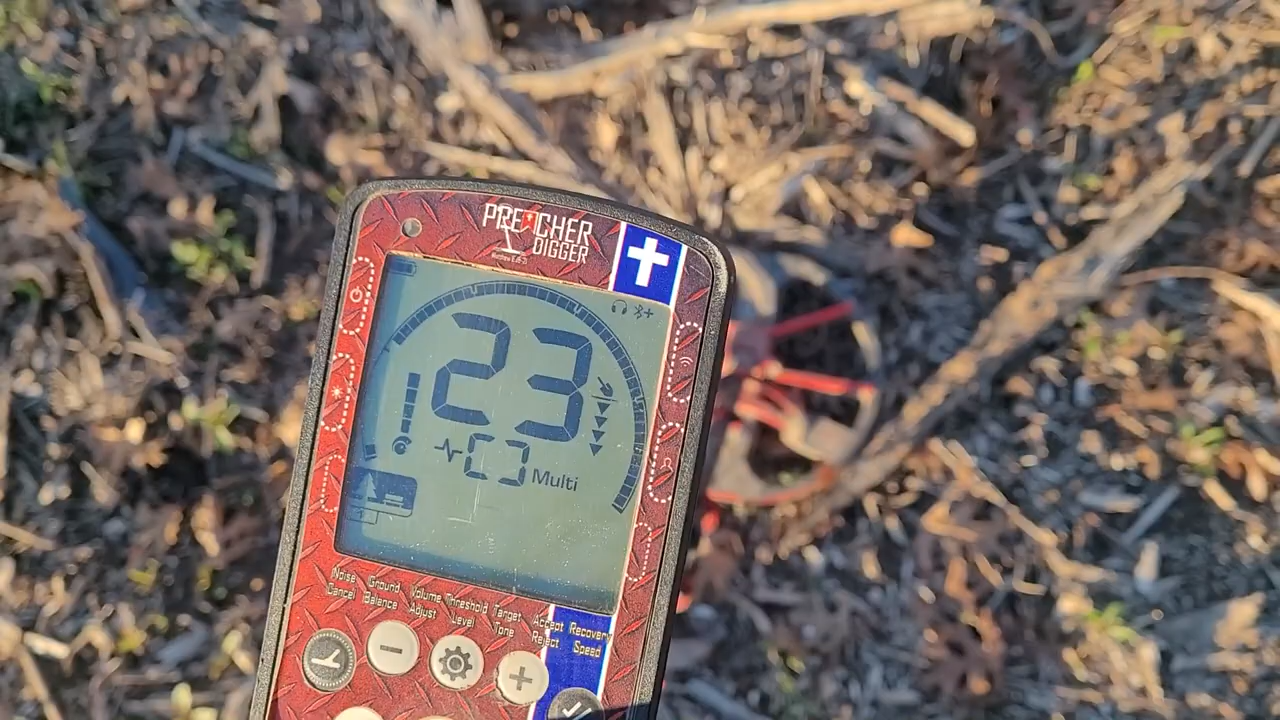 PREACHER
DIGGER
23
Multi
Noise
Cancel
Ground
Balance
Volume
Adjust
Threshold
Level
Target
Tone
Accept
Reject
Recovery
Speed